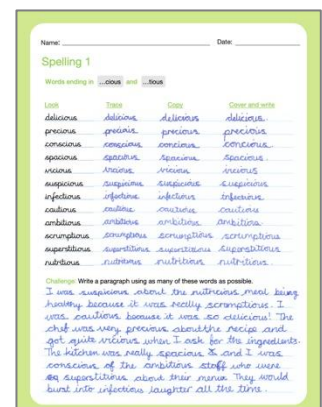 Name: Date:
Spelling 1
Words ending in ...cious and ...tious
Look Trace Copy Cover and write
delicious delicious delicious delicious.
precious precious precious precious
conscious conscious concious concious.
spacious spacious spacious spacious.
vicious vicious vicious vicious
suspicious suspicious suspicious suspicious
infectious infectious infectious infectious.
cautious cautious cautious cautiou
ambitious ambitious ambitious ambitious.
scrumptious scrumptious scrumptious scrumptious
superstitious superstitious superstitious superstitious.
nutritious nutritious nutritious nutritious
Challenge Write a paragraph using as many of these words as possible.
I was suspicious about the nutricious meal being
healthy because it was really scromptious. I
was cautious because it was so delicious! The
chef was very precious about the recipe and
got quite vicious when I ask for the ingredients.
The kitchen was really spacious and I was
conscious of the ambitious staff who were
superstitious about their menu. They would
burst into infectious laughter all the time.